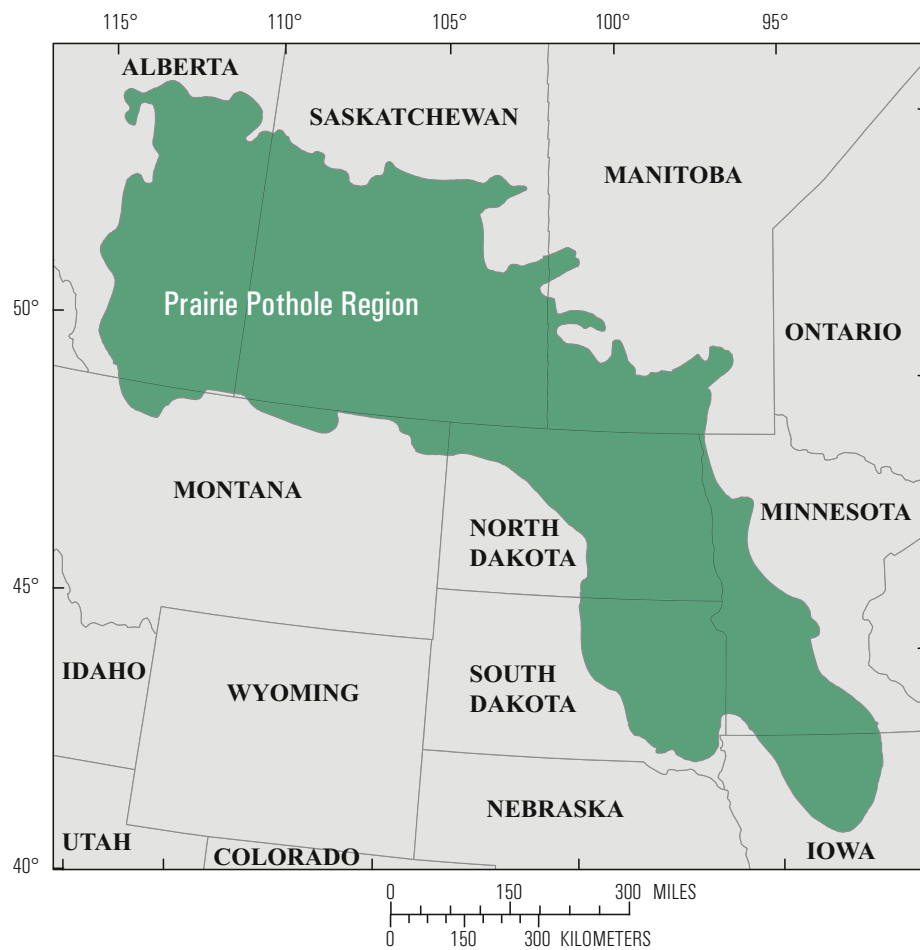 115°
110°
105°
100°
95°
ALBERTA
SASKATCHEWAN
MANITOBA
Prairie Pothole Region
50°
ONTARIO
MONTANA
NORTH
DAKOTA
MINNESOTA
45°
IDAHO
WYOMING
SOUTH
DAKOTA
NEBRASKA
UTAH
COLORADO
IOWA
40°
0 150 300 MILES
0 150 300 KILOMETERS